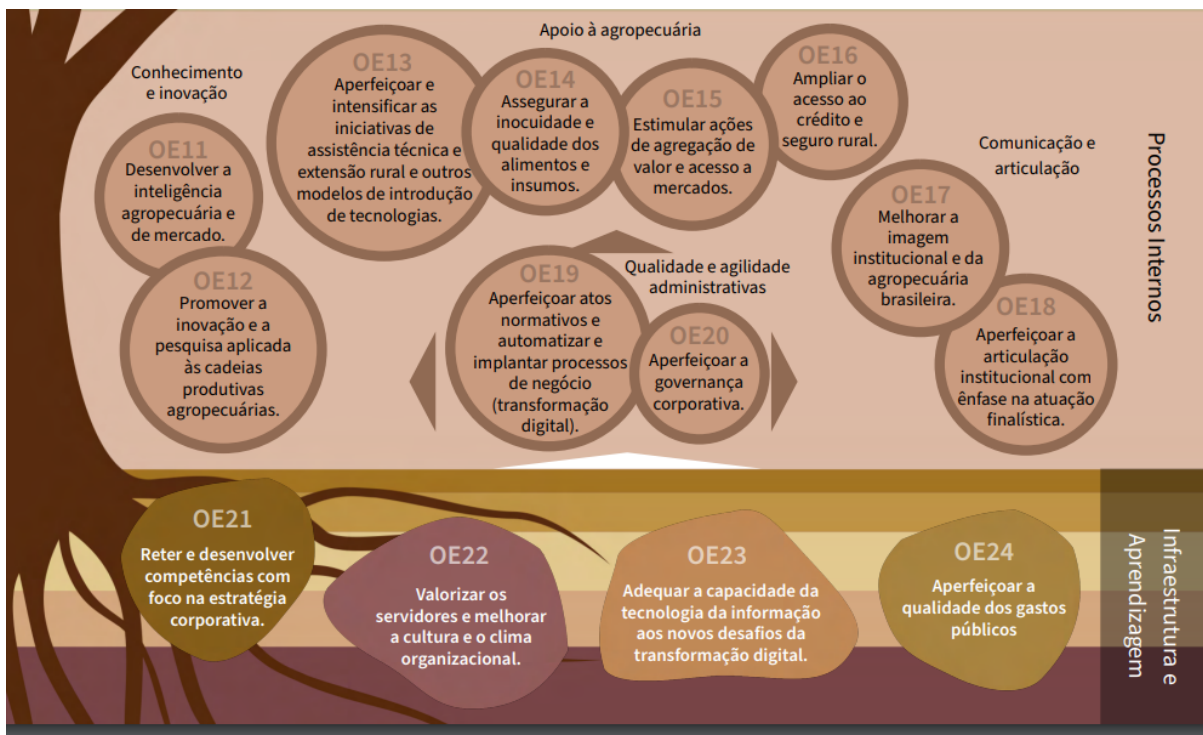 Apoio à agropecuária
Conhecimento
e inovação
OE11
Desenvolver a
inteligência
agropecuária e
de mercado.
OE12
Promover a
inovação e a
pesquisa aplicada
às cadeias
produtivas
agropecuárias.
OE13
Aperfeiçoar e
intensificar as
iniciativas de
assistência técnica e
extensão rural e outros
modelos de introdução
de tecnologias.
OE14
Assegurar a
inocuidade e
qualidade dos
alimentos e
insumos.
OE15
Estimular ações
de agregação de
valor e acesso a
mercados.
OE16
Ampliar o
acesso ao
crédito e
seguro rural.
Comunicação e
articulação
OE17
Melhorar a
imagem
institucional e da
agropecuária
brasileira.
OE18
Aperfeiçoar a
articulação
institucional com
ênfase na atuação
finalística.
Qualidade e agilidade
administrativas
OE19
Aperfeiçoar atos
normativos e
automatizar e
implantar processos
de negócio
(transformação
digital).
OE20
Aperfeiçoar a
governança
corporativa.
Processos Internos
OE21
Reter e desenvolver
competências com
foco na estratégia
corporativa.
OE22
Valorizar os
servidores e melhorar
a cultura e o clima
organizacional.
OE23
Adequar a capacidade da
tecnologia da informação
aos novos desafios da
transformação digital.
OE24
Aperfeiçoar a
qualidade dos gastos
públicos
Infraestrutura e
Aprendizagem